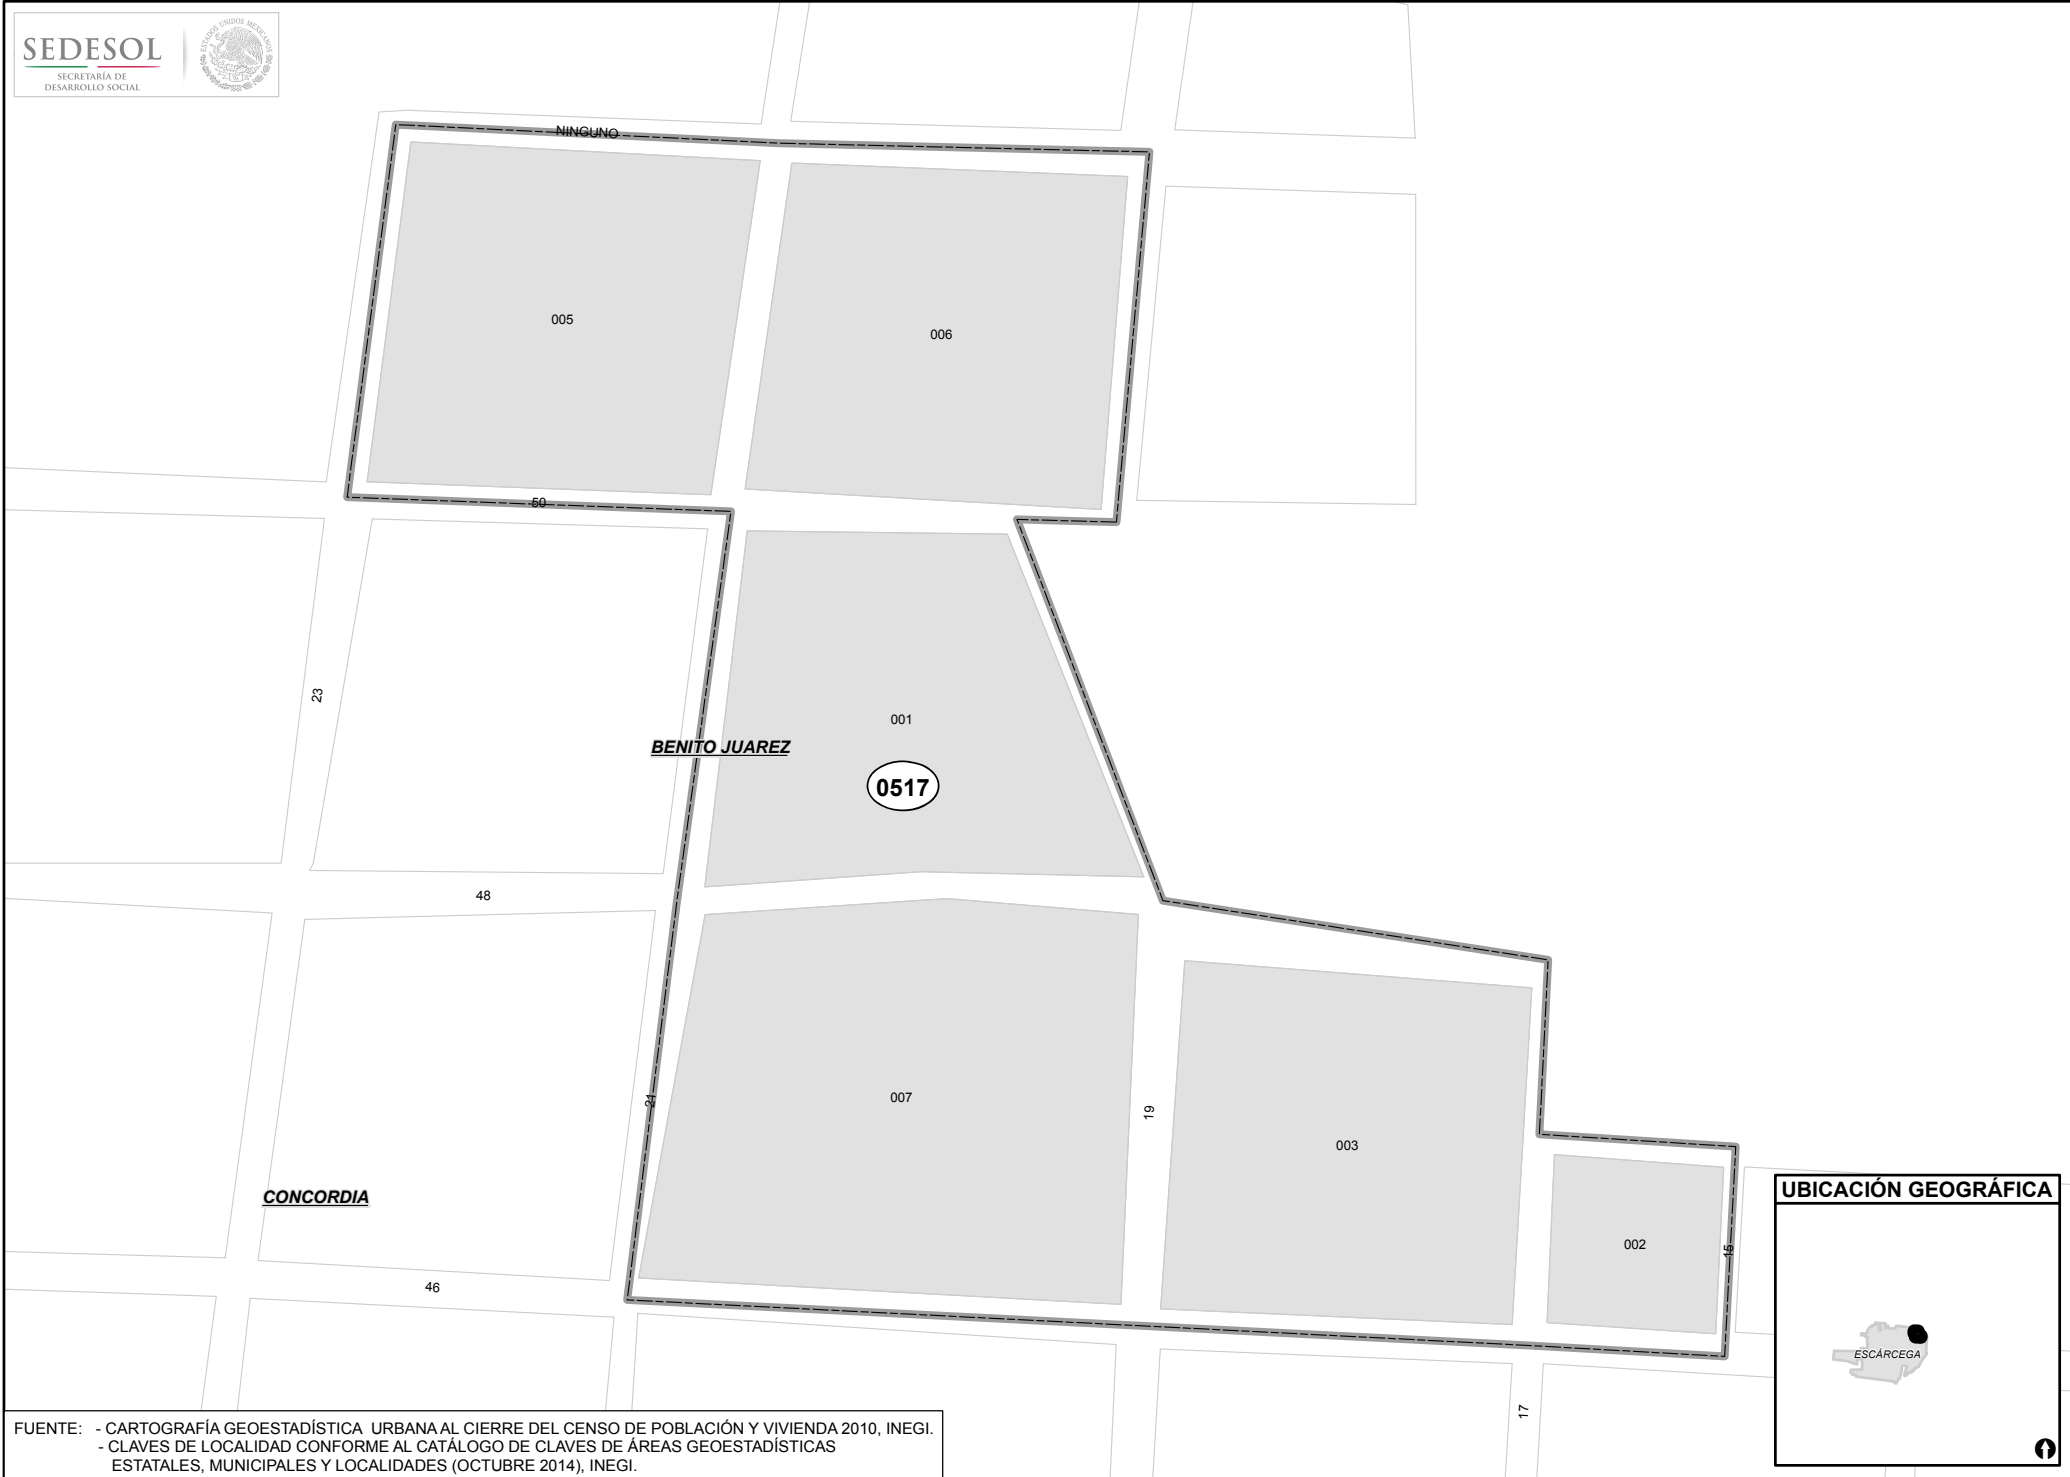 SEDESOL
SECRETARÍA DE
DESARROLLO SOCIAL
ESTADOS UNIDOS MEXICANOS
NINGUNO
005
006
50
23
001
BENITO JUAREZ
0517
48
21
007
19
003
CONCORDIA
002
15
46
17
UBICACIÓN GEOGRÁFICA
ESCÁRCEGA
FUENTE: - CARTOGRAFÍA GEOESTADÍSTICA URBANA AL CIERRE DEL CENSO DE POBLACIÓN Y VIVIENDA 2010, INEGI.
- CLAVES DE LOCALIDAD CONFORME AL CATÁLOGO DE CLAVES DE ÁREAS GEOESTADÍSTICAS
ESTATALES, MUNICIPALES Y LOCALIDADES (OCTUBRE 2014), INEGI.